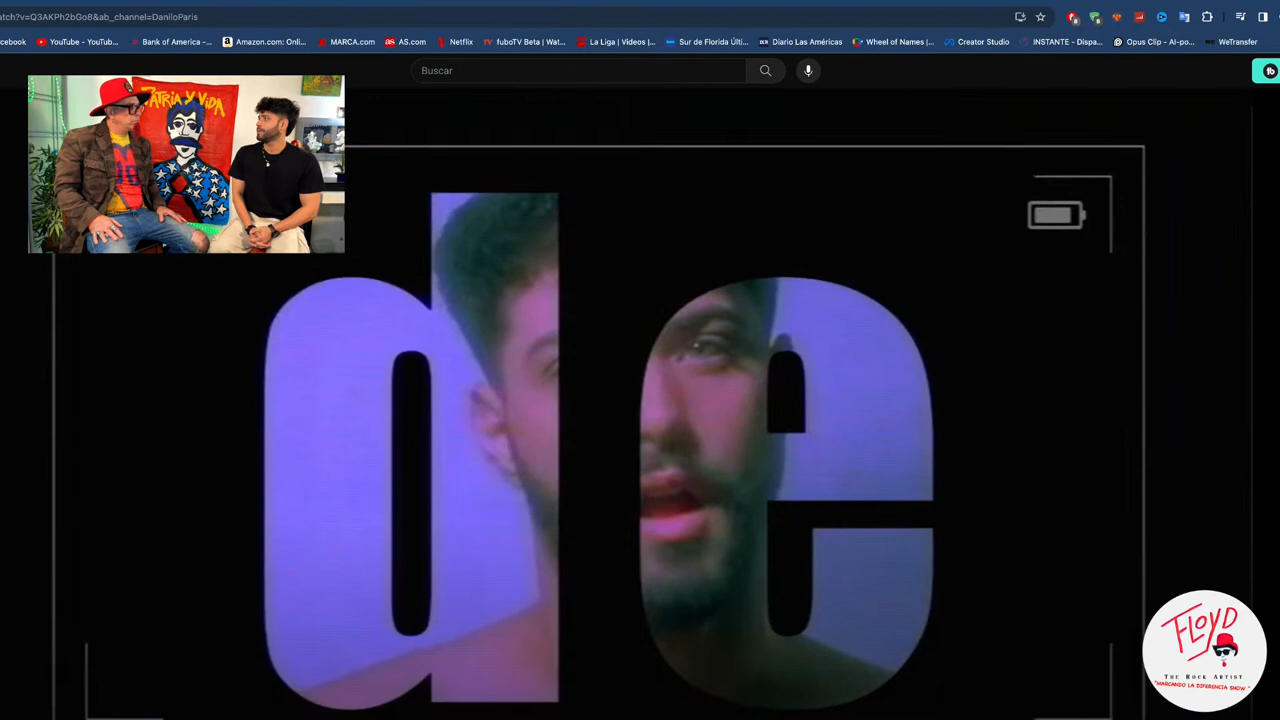 atch?v=Q3AKPh2bGo8&ab_channel=DaniloParis
cebook YouTube - YouTub... Bank of America -... Amazon.com: Onli... MARCA.com AS.com Netflix fuboTV Beta | Wat... La Liga | Videos |... Sur de Florida Últi... Diario Las Américas Wheel of Names |... Creator Studio INSTANTE - Dispa... Opus Clip - AI-po... WeTransfer
Buscar
PATRIA Y VIDA
de
FLOYD
THE ROCK ARTIST
"MARCANDO LA DIFERENCIA SHOW"